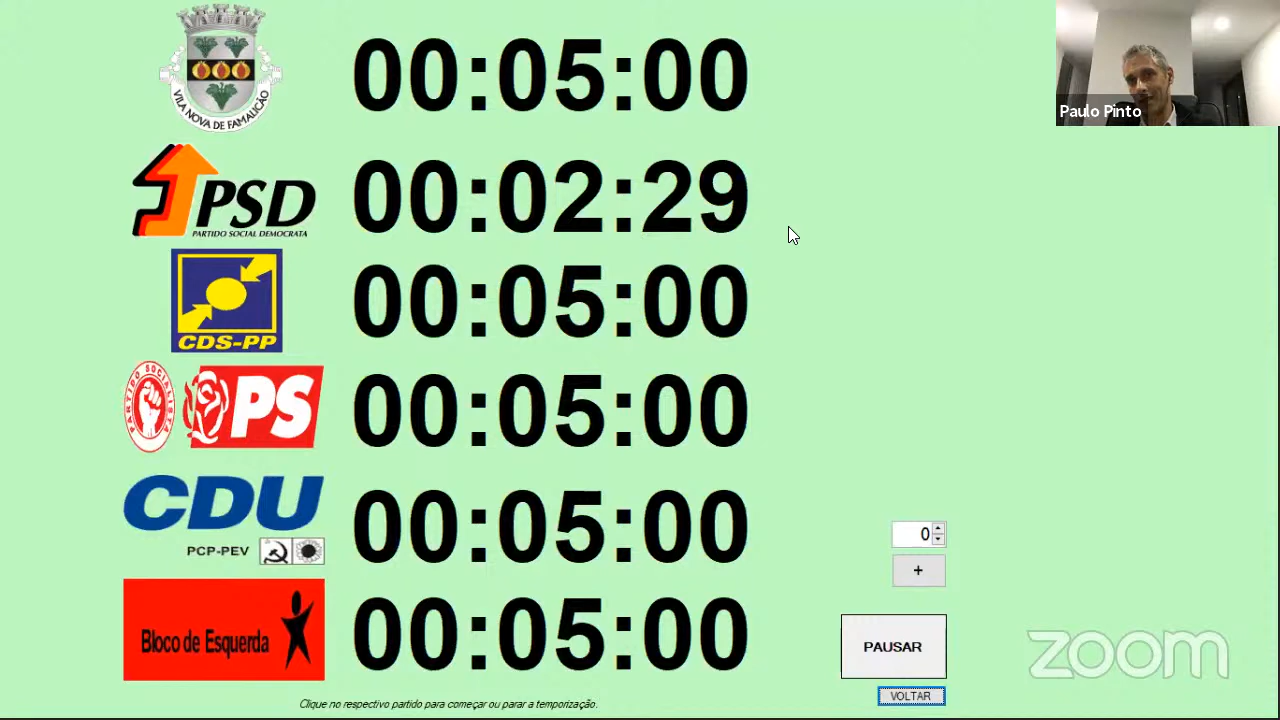 VILA NOVA DE FAMALICÃO
00:05:00
Paulo Pinto
PSD
PARTIDO SOCIAL DEMOCRATA
00:02:29
CDS-PP
00:05:00
PARTIDO SOCIALISTA
PS
00:05:00
CDU
PCP-PEV
00:05:00
0
+
Bloco de Esquerda
00:05:00
PAUSAR
zoom
VOLTAR
Clique no respectivo partido para começar ou parar a temporização.